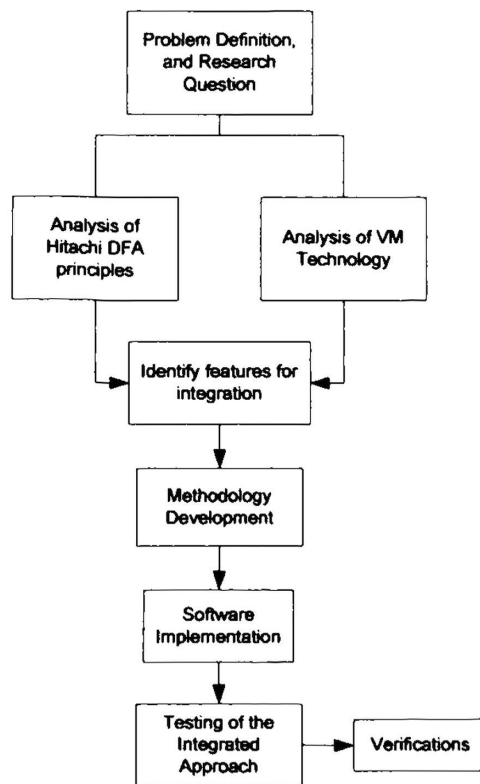 Problem Definition,
and Research
Question
Analysis of
Hitachi DFA
principles
Analysis of VM
Technology
Identify features for
integration
Methodology
Development
Software
Implementation
Testing of the
Integrated
Approach
Verifications